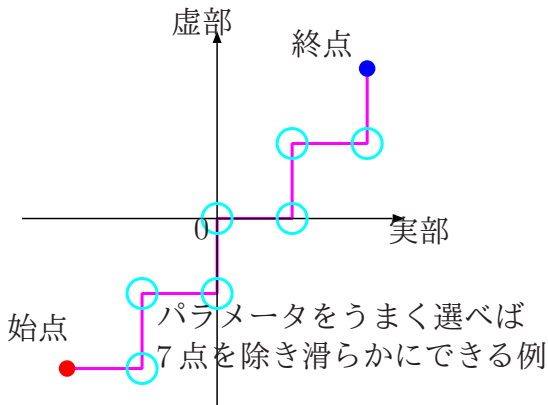 虚部
終点
0
実部
始点
パラメータをうまく選べば
7点を除き滑らかにできる例